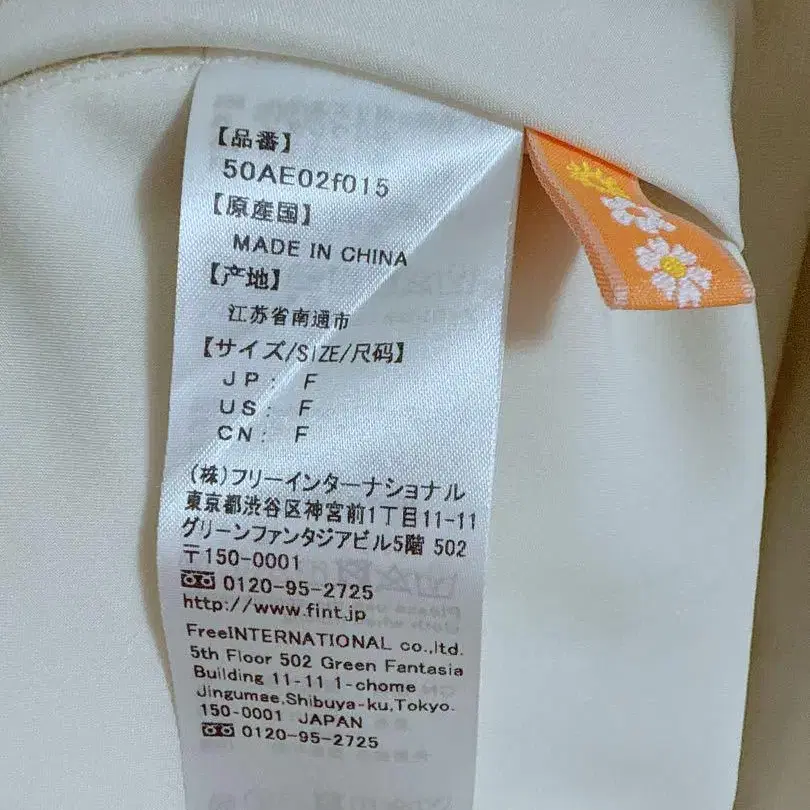 【品番】
50AE02f015
【原産国】
MADE IN CHINA
【产地】
江苏省南通市
【サイズ/SIZE/尺码】
JP: F
US: F
CN: F
(株)フリーインターナショナル
東京都渋谷区神宮前1丁目11-11
グリーンファンタジアビル5階 502
〒150-0001
0120-95-2725
http://www.fint.jp
FreeINTERNATIONAL co.,ltd.
5th Floor 502 Green Fantasia
Building 11-11 1-chome
Jingumae,Shibuya-ku,Tokyo.
150-0001 JAPAN
0120-95-2725